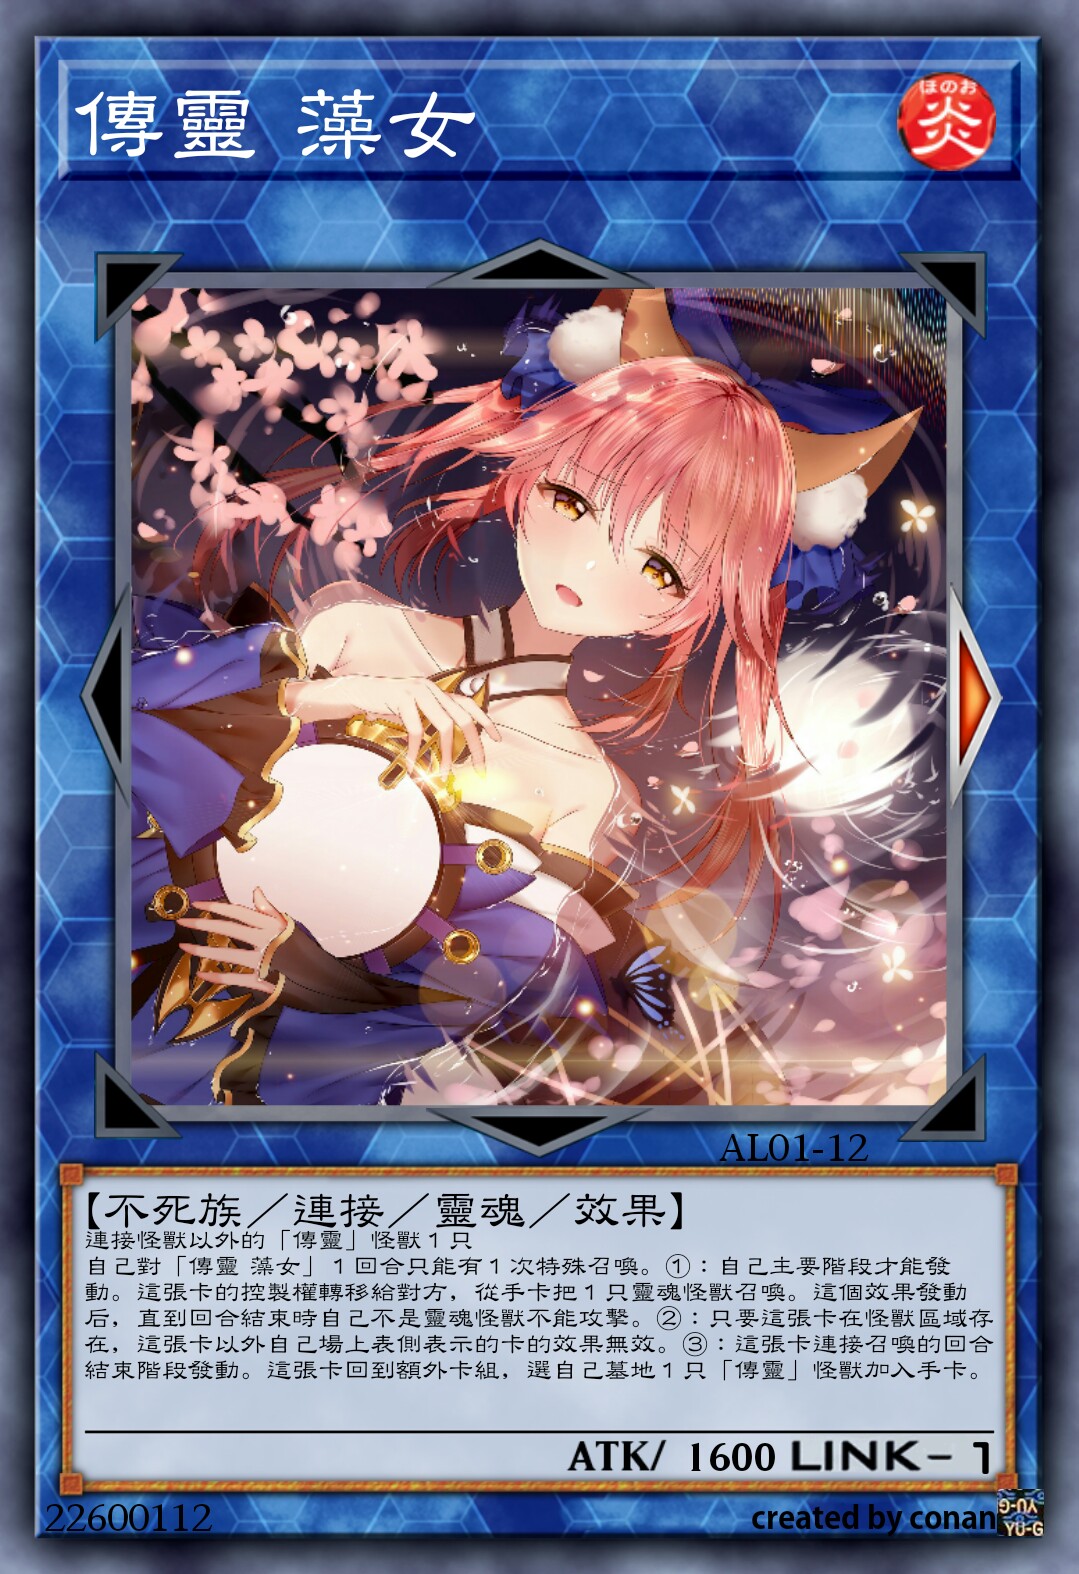 傳靈 藻女
ほのお
炎
AL01-12
【不死族／連接／靈魂／效果】
連接怪獸以外的「傳靈」怪獸１只
自己對「傳靈 藻女」１回合只能有１次特殊召喚。①：自己主要階段才能發
動。這張卡的控製權轉移給對方，從手卡把１只靈魂怪獸召喚。這個效果發動
后，直到回合結束時自己不是靈魂怪獸不能攻擊。②：只要這張卡在怪獸區域存
在，這張卡以外自己場上表側表示的卡的效果無效。③：這張卡連接召喚的回合
結束階段發動。這張卡回到額外卡組，選自己墓地１只「傳靈」怪獸加入手卡。
ATK/ 1600 LINK- 1
22600112
created by conan
YU-G
YU-G